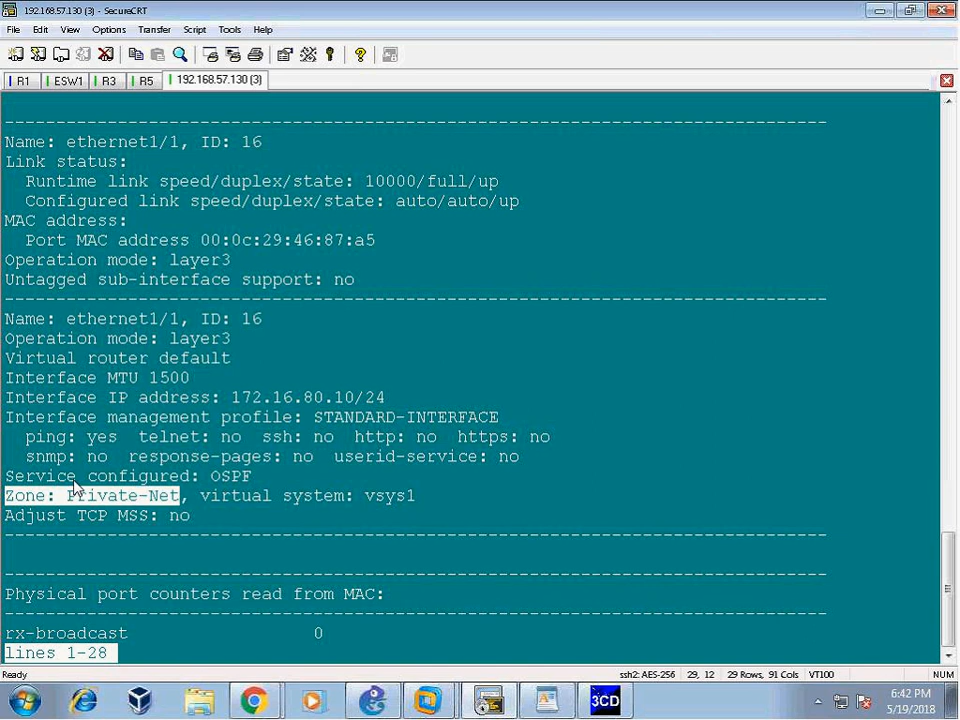 192.168.57.130 (3) - SecureCRT
File Edit View Options Transfer Script Tools Help
R1 ESW1 R3 R5 192.168.57.130 (3)
--------------------------------------------------------------------------------
Name: ethernet1/1, ID: 16
Link status:
Runtime link speed/duplex/state: 10000/full/up
Configured link speed/duplex/state: auto/auto/up
MAC address:
Port MAC address 00:0c:29:46:87:a5
Operation mode: layer3
Untagged sub-interface support: no
--------------------------------------------------------------------------------
Name: ethernet1/1, ID: 16
Operation mode: layer3
Virtual router default
Interface MTU 1500
Interface IP address: 172.16.80.10/24
Interface management profile: STANDARD-INTERFACE
ping: yes telnet: no ssh: no http: no https: no
snmp: no response-pages: no userid-service: no
Service configured: OSPF
Zone: Private-Net, virtual system: vsys1
Adjust TCP MSS: no
--------------------------------------------------------------------------------
--------------------------------------------------------------------------------
Physical port counters read from MAC:
--------------------------------------------------------------------------------
rx-broadcast 0
lines 1-28
Ready ssh2: AES-256 29, 12 29 Rows, 91 Cols VT100 NUM
3CD
6:42 PM
5/19/2018